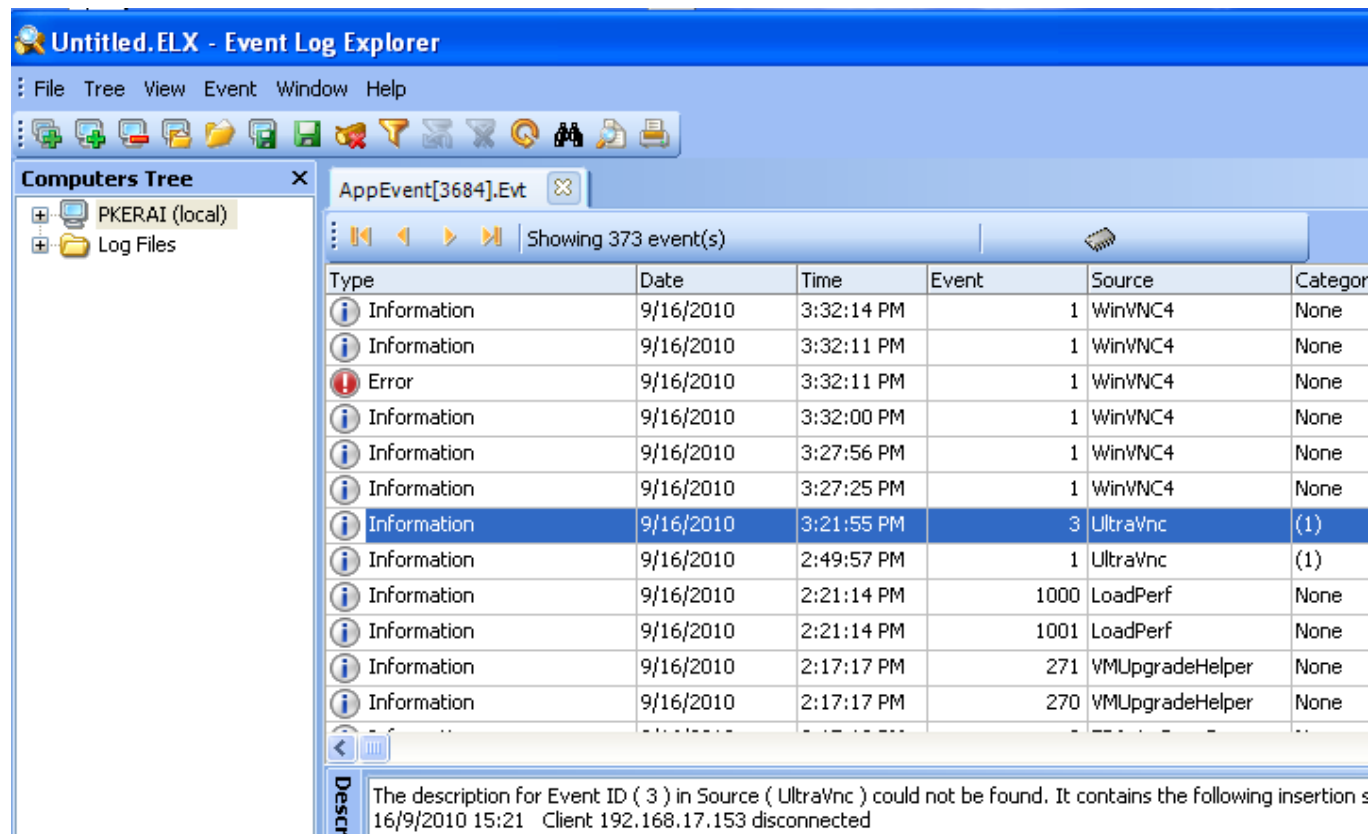 Untitled.ELX - Event Log Explorer
File Tree View Event Window Help
Computers Tree
PKERAI (local)
Log Files
AppEvent[3684].Evt
Showing 373 event(s)
Type Date Time Event Source Categor
Information 9/16/2010 3:32:14 PM 1 WinVNC4 None
Information 9/16/2010 3:32:11 PM 1 WinVNC4 None
Error 9/16/2010 3:32:11 PM 1 WinVNC4 None
Information 9/16/2010 3:32:00 PM 1 WinVNC4 None
Information 9/16/2010 3:27:56 PM 1 WinVNC4 None
Information 9/16/2010 3:27:25 PM 1 WinVNC4 None
Information 9/16/2010 3:21:55 PM 3 UltraVnc (1)
Information 9/16/2010 2:49:57 PM 1 UltraVnc (1)
Information 9/16/2010 2:21:14 PM 1000 LoadPerf None
Information 9/16/2010 2:21:14 PM 1001 LoadPerf None
Information 9/16/2010 2:17:17 PM 271 VMUpgradeHelper None
Information 9/16/2010 2:17:17 PM 270 VMUpgradeHelper None
Descr
The description for Event ID ( 3 ) in Source ( UltraVnc ) could not be found. It contains the following insertion s
16/9/2010 15:21 Client 192.168.17.153 disconnected